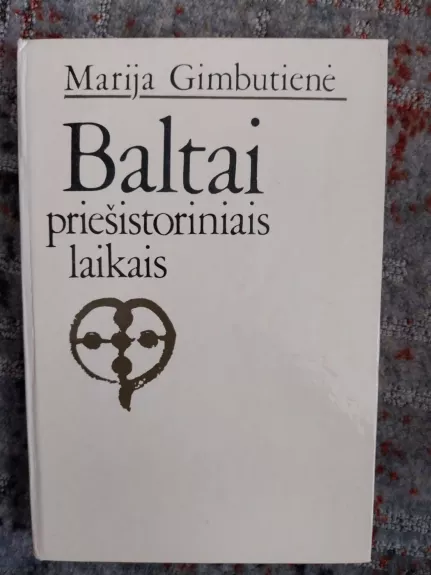 Marija Gimbutienė
Baltai
priešistoriniais
laikais